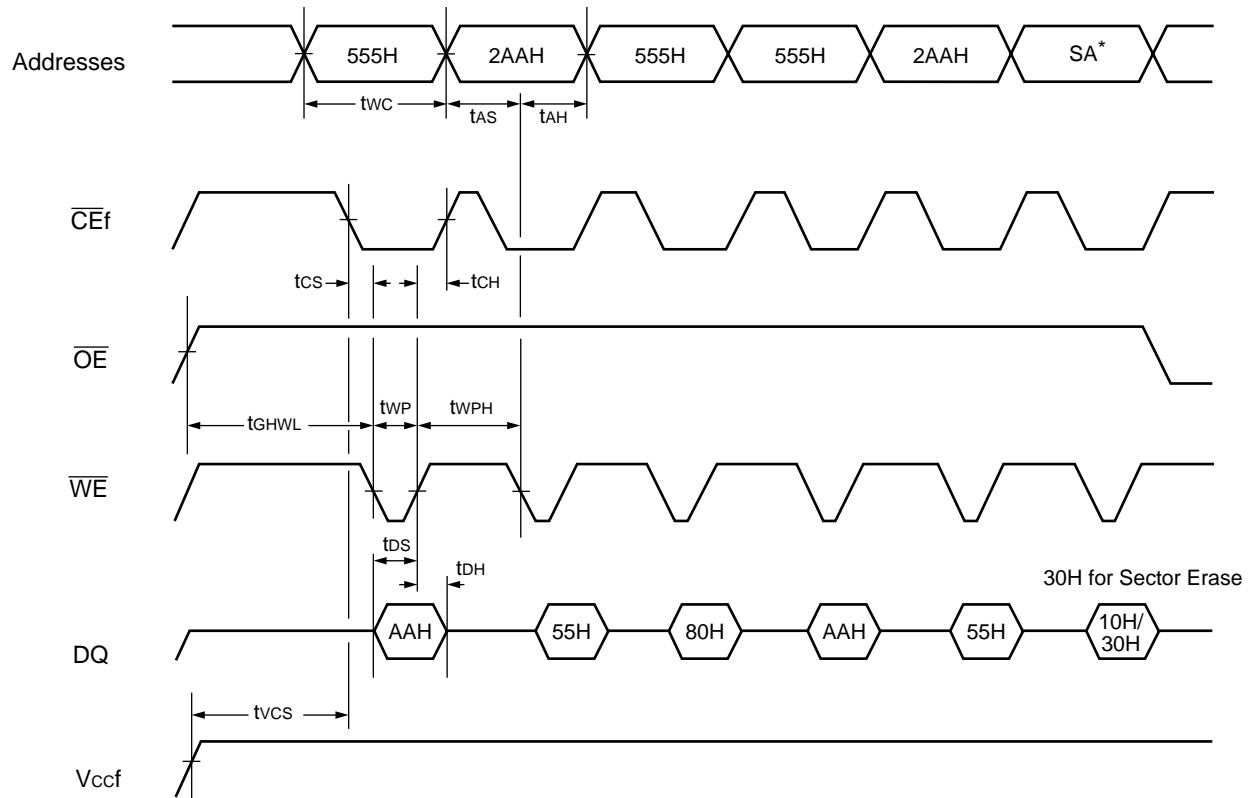 Addresses 555H 2AAH 555H 555H 2AAH SA*
tWC tAS tAH
CEf
tCS tCH
OE
tGHWL tWP tWPH
WE
tDS
tDH
30H for Sector Erase
DQ AAH 55H 80H AAH 55H 10H/
30H
tVCS
VCCf